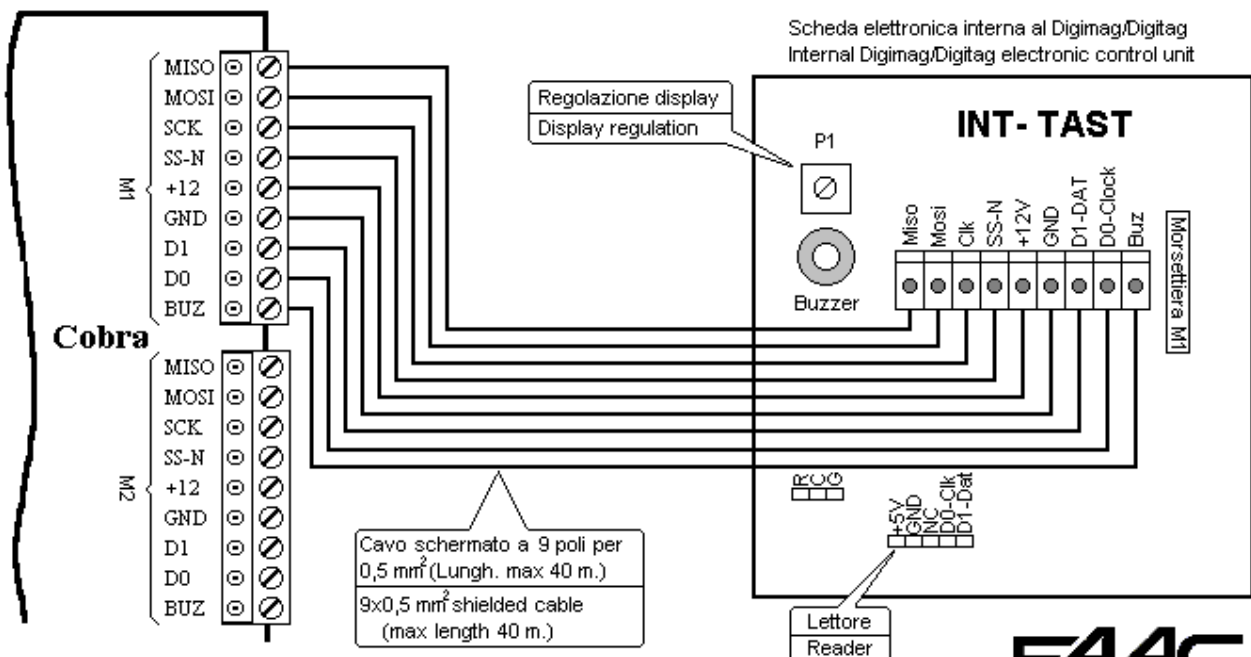 Scheda elettronica interna al Digimag/Digitag
Internal Digimag/Digitag electronic control unit
MISO
MOSI
SCK
SS-N
+12
GND
D1
D0
BUZ
M1
Cobra
MISO
MOSI
SCK
SS-N
+12
GND
D1
D0
BUZ
M2
Regolazione display
Display regulation
INT- TAST
P1
Buzzer
Miso
Mosi
Clk
SS-N
+12V
GND
D1-DAT
D0-Clock
Buz
Morsettiera M1
R
C
G
+5V
GND
NC
D0-Clk
D1-Dat
Cavo schermato a 9 poli per
0,5 mm² (Lungh. max 40 m.)
9x0,5 mm² shielded cable
(max length 40 m.)
Lettore
Reader
FAAC